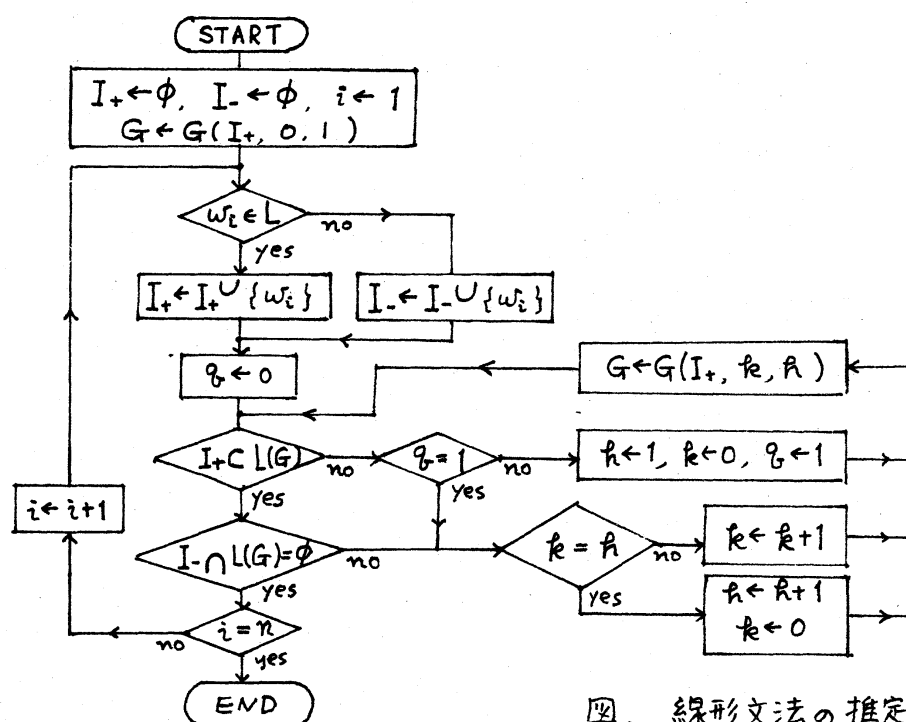 START
I₊←φ, I₋←φ, i←1
G←G(I₊, 0, 1)
wᵢ∈L
no
yes
I₊←I₊∪{wᵢ}
I₋←I₋∪{wᵢ}
q←0
G←G(I₊, k, h)
I₊⊂L(G)
no
yes
q=1
no
yes
h←1, k←0, q←1
i←i+1
I₋∩L(G)=φ
no
yes
k=h
no
yes
k←k+1
h←h+1
k←0
i=n
no
yes
END
図. 線形文法の推定